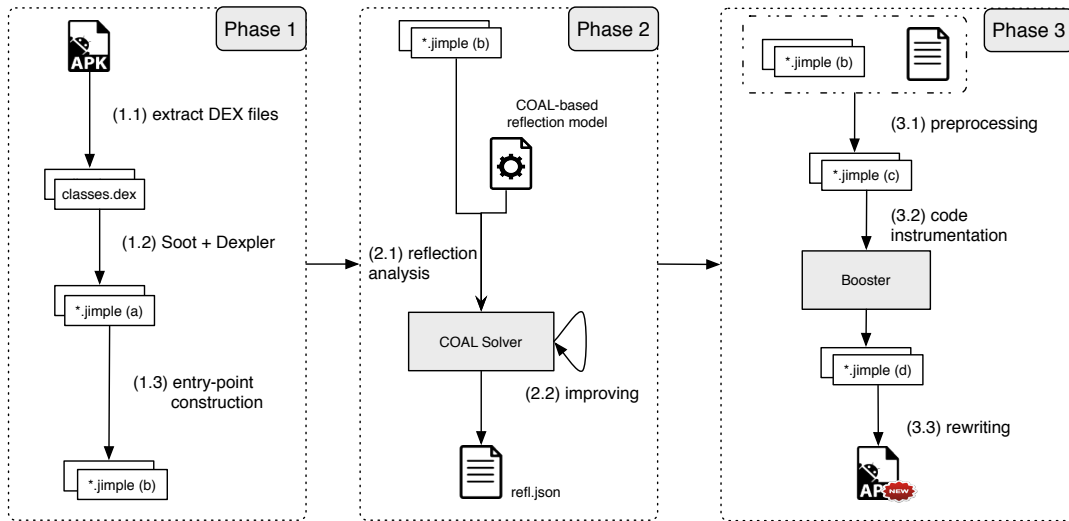 Phase 1
APK
(1.1) extract DEX files
classes.dex
(1.2) Soot + Dexpler
*.jimple (a)
(1.3) entry-point
construction
*.jimple (b)
Phase 2
*.jimple (b)
COAL-based
reflection model
(2.1) reflection
analysis
COAL Solver
(2.2) improving
refl.json
Phase 3
*.jimple (b)
(3.1) preprocessing
*.jimple (c)
(3.2) code
instrumentation
Booster
*.jimple (d)
(3.3) rewriting
AP
NEW